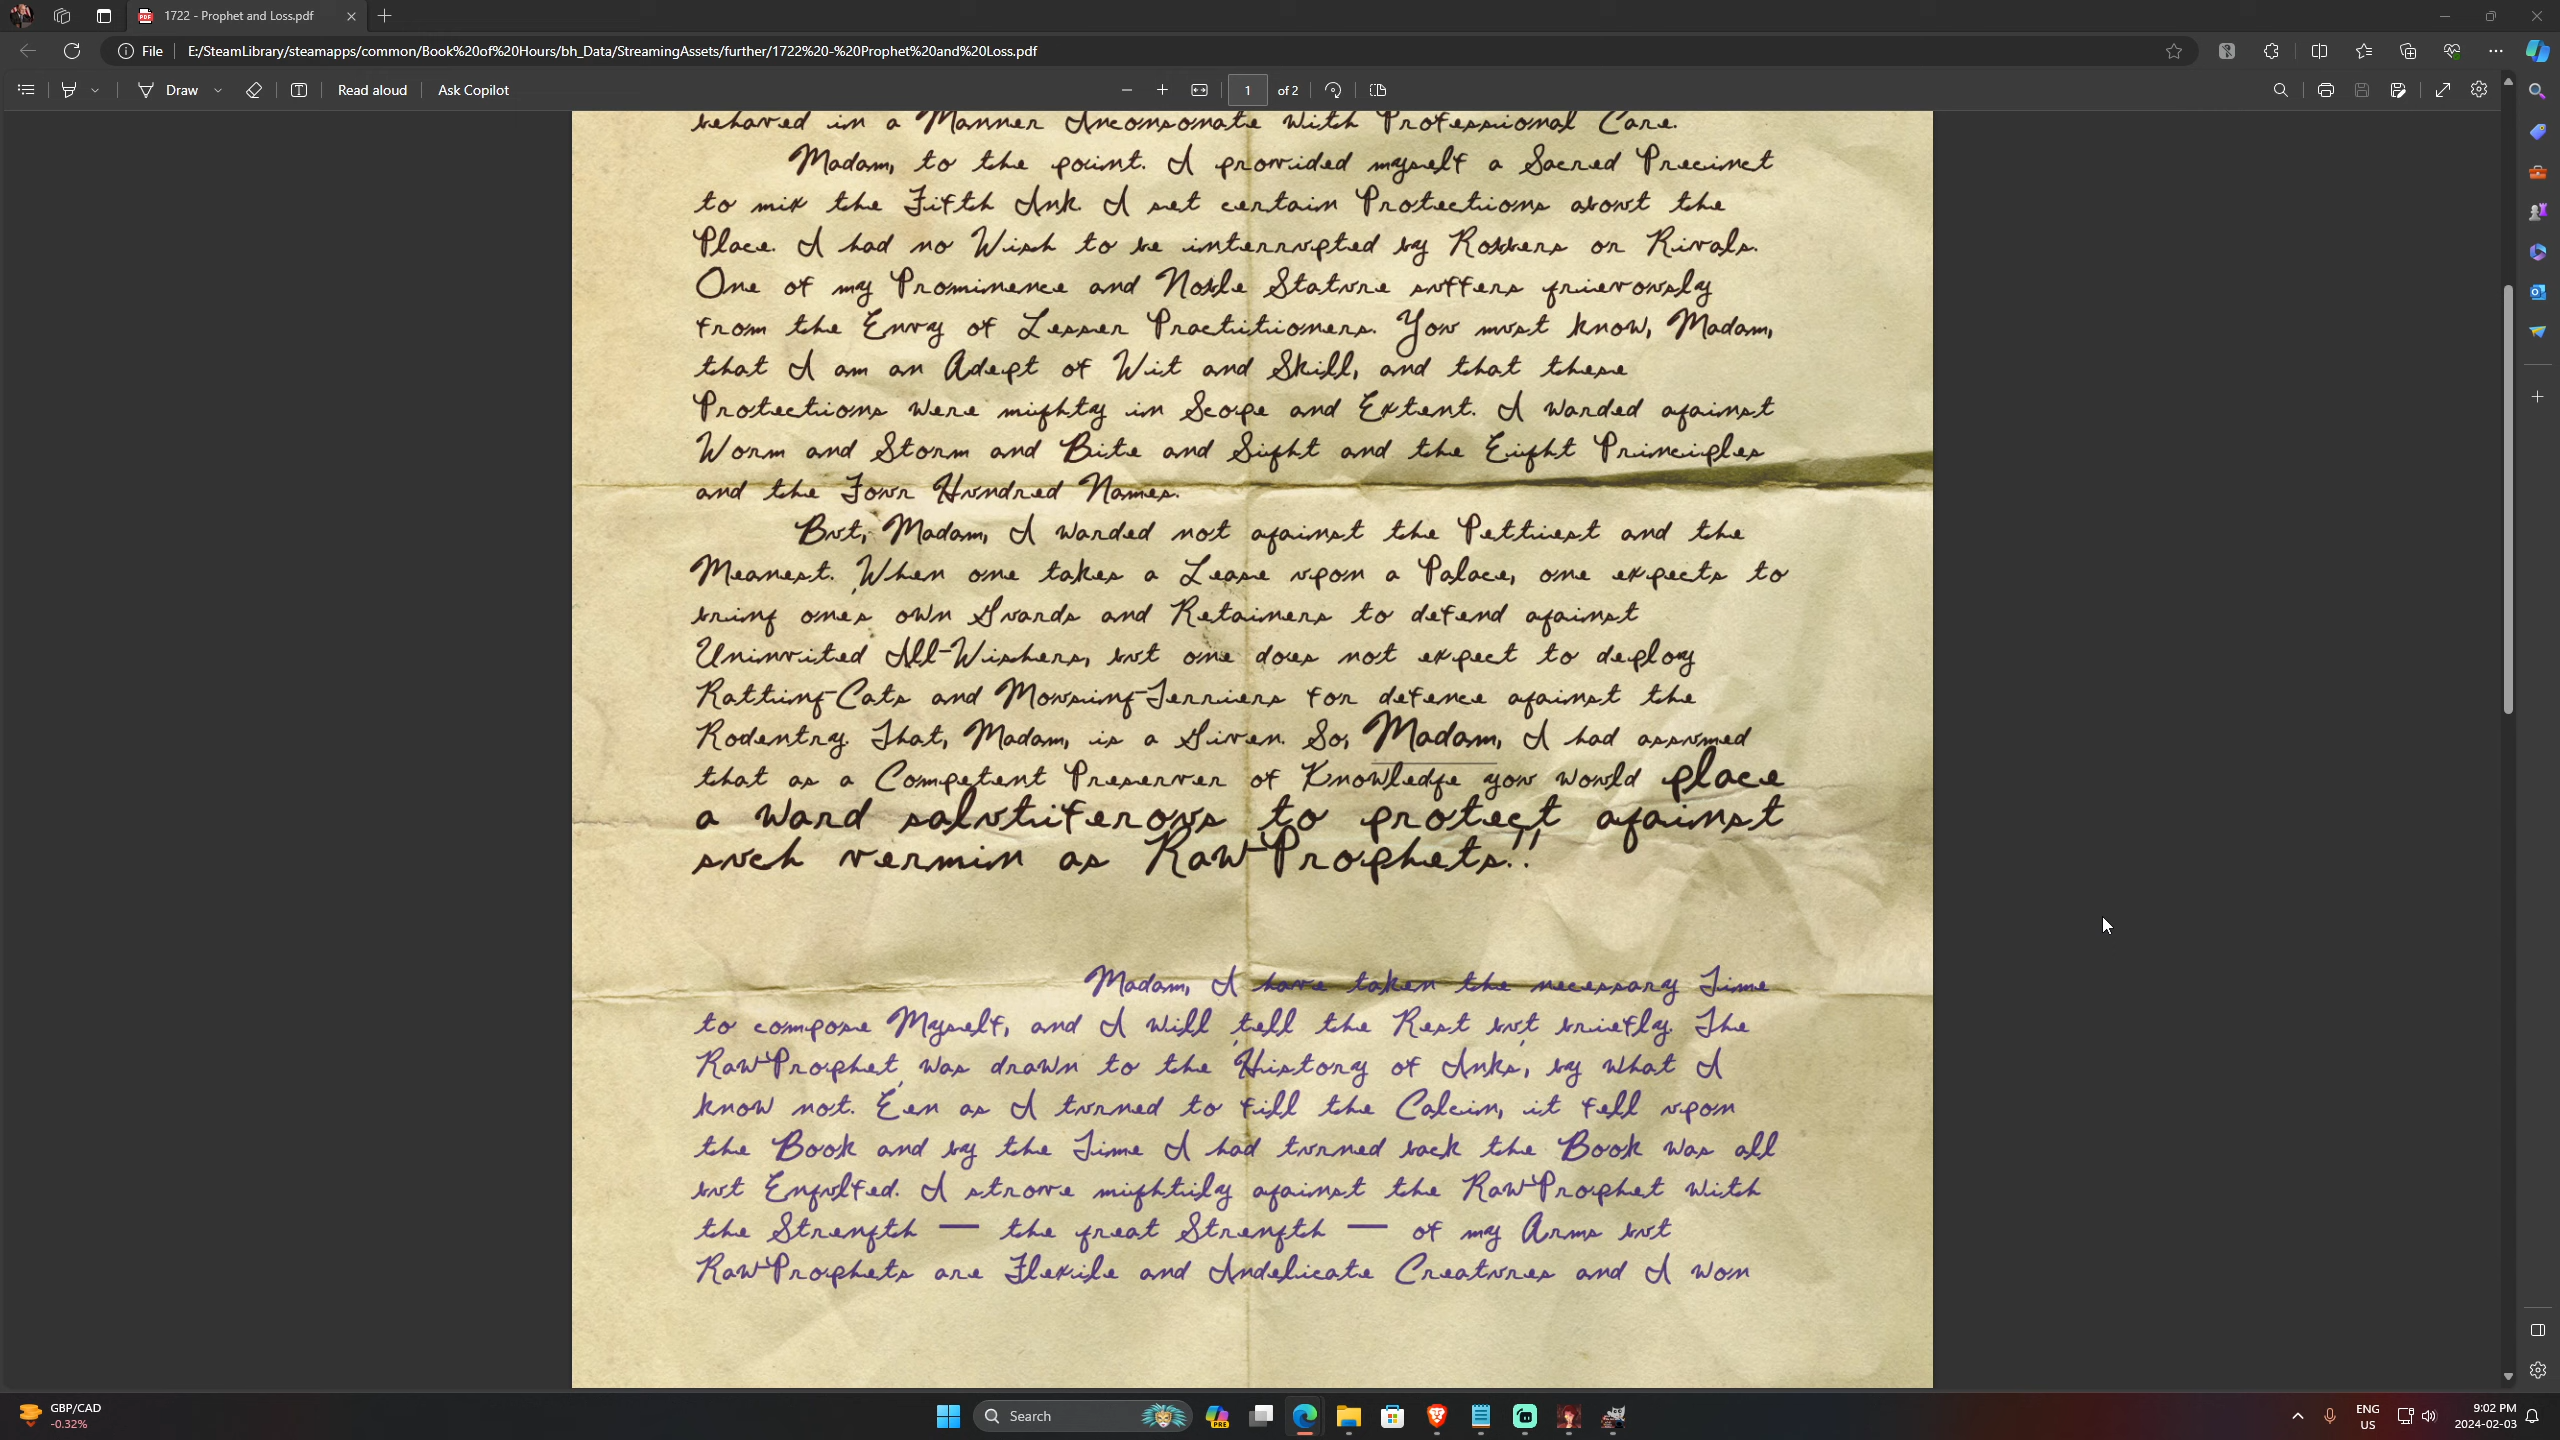 1722 - Prophet and Loss.pdf
File E:/SteamLibrary/steamapps/common/Book%20of%20Hours/bh_Data/StreamingAssets/further/1722%20-%20Prophet%20and%20Loss.pdf
Draw Read aloud Ask Copilot 1 of 2
behaved in a Manner Inconsonate with Professional Care.
Madam, to the point. I provided myself a Sacred Precinct
to mix the Fifth Ink. I set certain Protections about the
Place. I had no Wish to be interrupted by Robbers or Rivals.
One of my Prominence and Noble Stature suffers grievously
from the Envy of Lesser Practitioners. You must know, Madam,
that I am an Adept of Wit and Skill, and that these
Protections were mighty in Scope and Extent. I warded against
Worm and Storm and Bite and Sight and the Eight Principles
and the Four Hundred Names.
But, Madam, I warded not against the Pettiest and the
Meanest. When one takes a Lease upon a Palace, one expects to
bring one's own Guards and Retainers to defend against
Uninvited Ill-Wishers, but one does not expect to deploy
Ratting-Cats and Mousing-Terriers for defence against the
Rodentry. That, Madam, is a Given. So, Madam, I had assumed
that as a Competent Preserver of Knowledge you would place
a ward salutiferous to protect against
such vermin as Raw Prophets!!
Madam, I have taken the necessary Time
to compose Myself, and I will tell the Rest but briefly. The
Raw Prophet was drawn to the 'History of Inks', by what I
know not. E'en as I turned to fill the Calcin, it fell upon
the Book and by the Time I had turned back the Book was all
but Engulfed. I strove mightily against the Raw Prophet with
the Strength — the great Strength — of my Arms but
Raw Prophets are Flexile and Indelicate Creatures and I won
GBP/CAD
-0.32%
Search
PRE
ENG
US
9:02 PM
2024-02-03